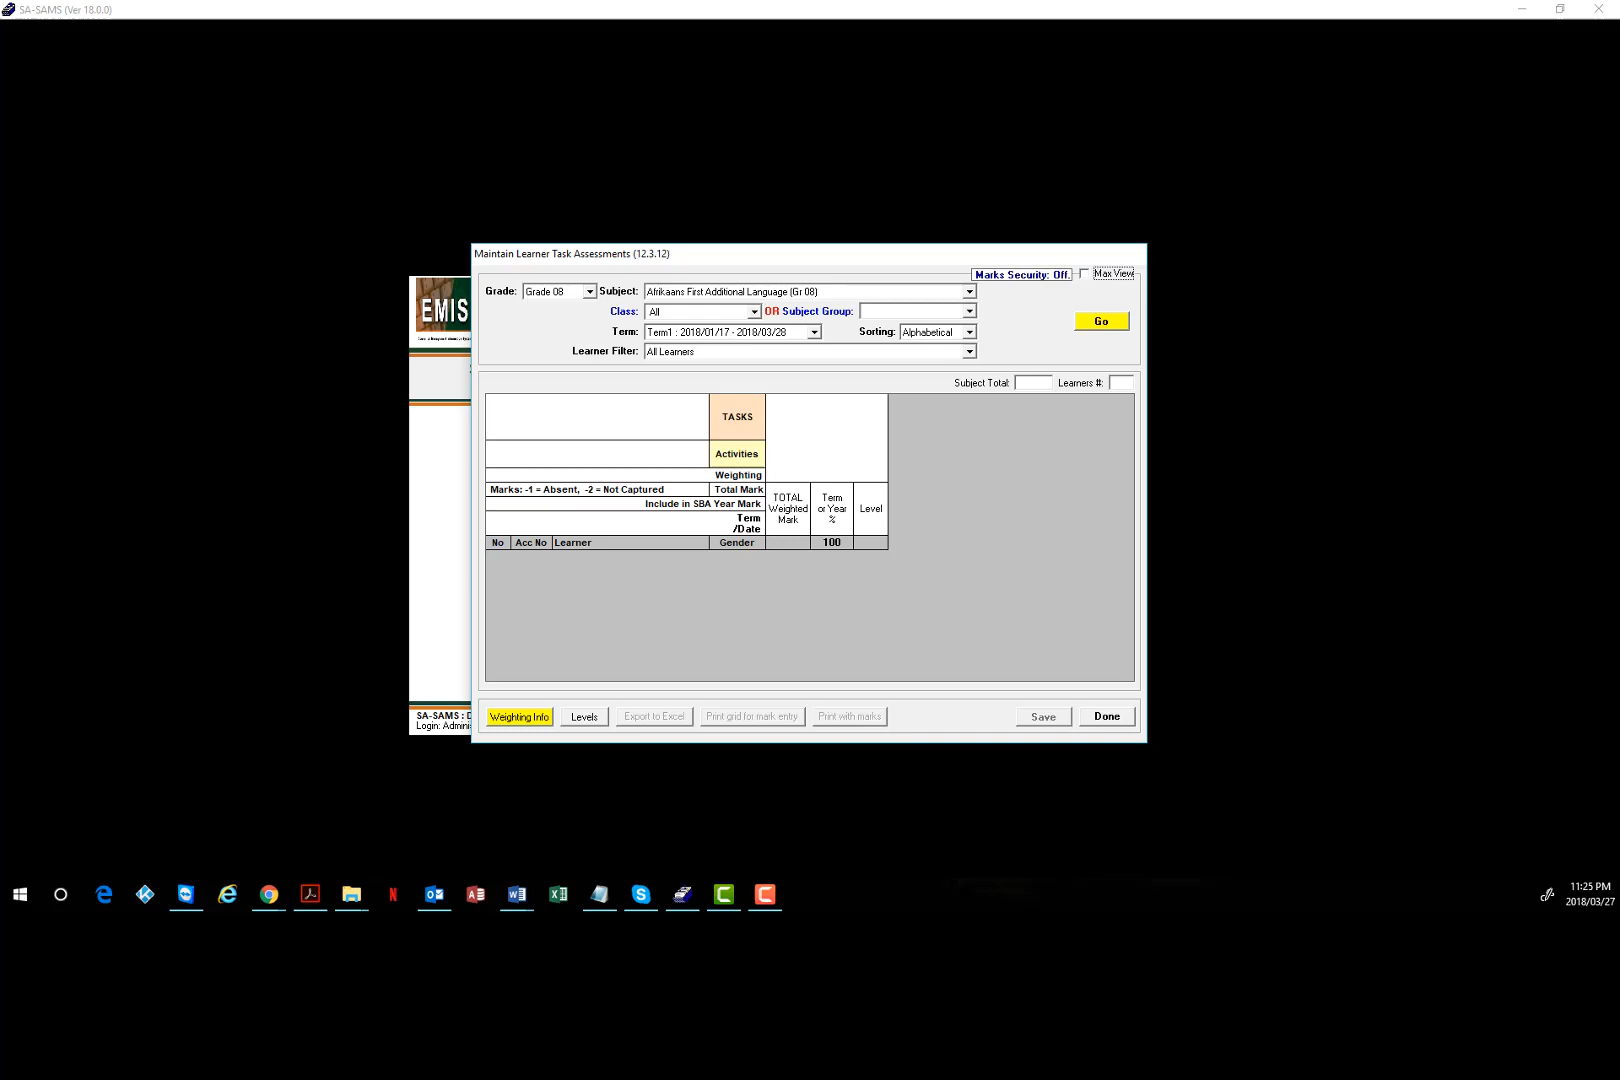 SA-SAMS (Ver 18.0.0)
Maintain Learner Task Assessments (12.3.12)
Marks Security: Off.
Max View
Grade: Grade 08 Subject: Afrikaans First Additional Language (Gr 08)
Class: All OR Subject Group:
Go
Term: Term1 : 2018/01/17 - 2018/03/28 Sorting: Alphabetical
Learner Filter: All Learners
Subject Total: Learners #:
TASKS
Activities
Weighting
Marks: -1 = Absent, -2 = Not Captured Total Mark
Include in SBA Year Mark
Term
/Date
TOTAL
Weighted
Mark
Term
or Year
%
Level
No Acc No Learner Gender 100
Weighting Info Levels Export to Excel Print grid for mark entry Print with marks Save Done
EMIS
SA-SAMS : D
Login: Admini
11:25 PM
2018/03/27